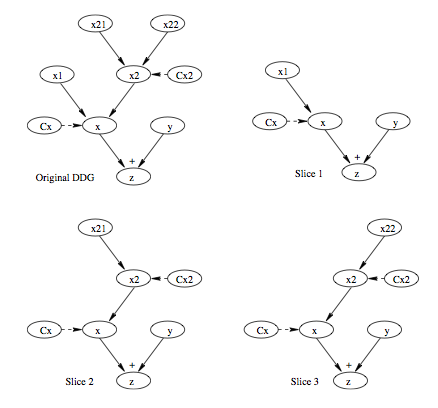 x21 x22
x1 x2 Cx2
Cx x y
+
Original DDG z
x1
Cx x y
+
Slice 1 z
x21
x2 Cx2
Cx x y
+
Slice 2 z
x22
x2 Cx2
Cx x y
+
Slice 3 z